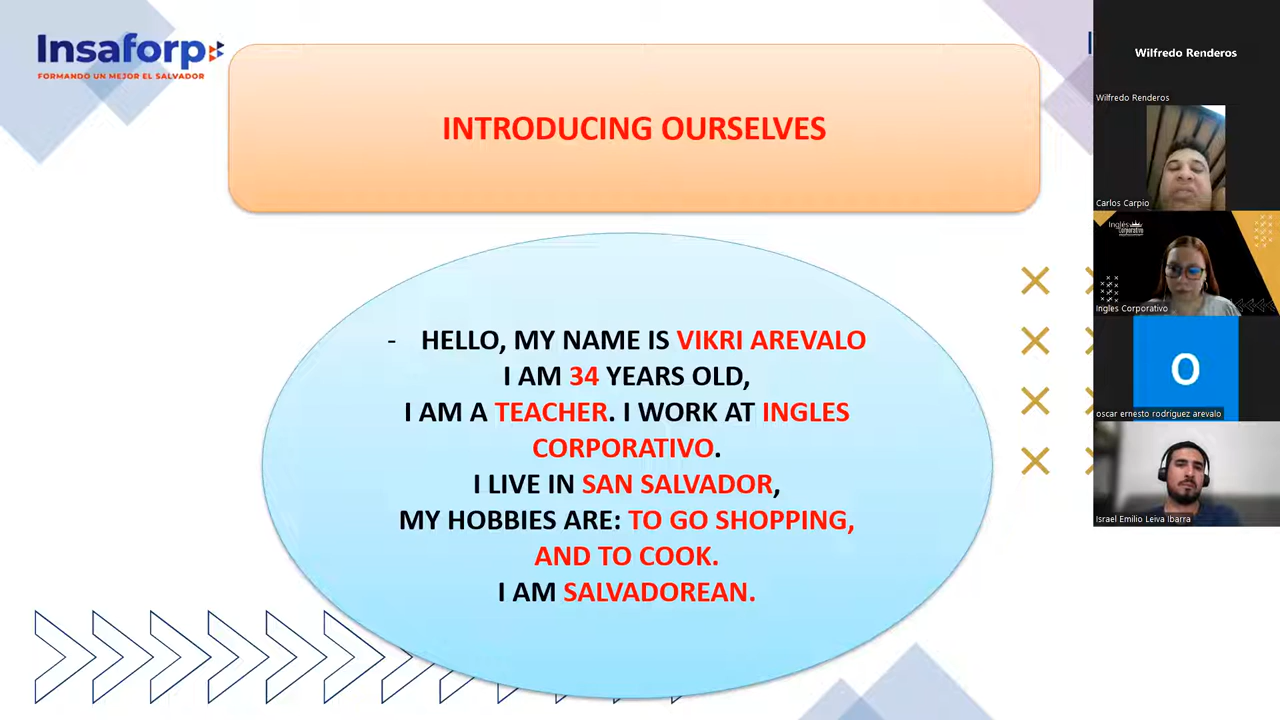 Insaforp
FORMANDO UN MEJOR EL SALVADOR
INTRODUCING OURSELVES
- HELLO, MY NAME IS VIKRI AREVALO
I AM 34 YEARS OLD,
I AM A TEACHER. I WORK AT INGLES
CORPORATIVO.
I LIVE IN SAN SALVADOR,
MY HOBBIES ARE: TO GO SHOPPING,
AND TO COOK.
I AM SALVADOREAN.
Wilfredo Renderos
Wilfredo Renderos
Carlos Carpio
Inglés
Corporativo
Ingles Corporativo
O
oscar ernesto rodriguez arevalo
Israel Emilio Leiva Ibarra